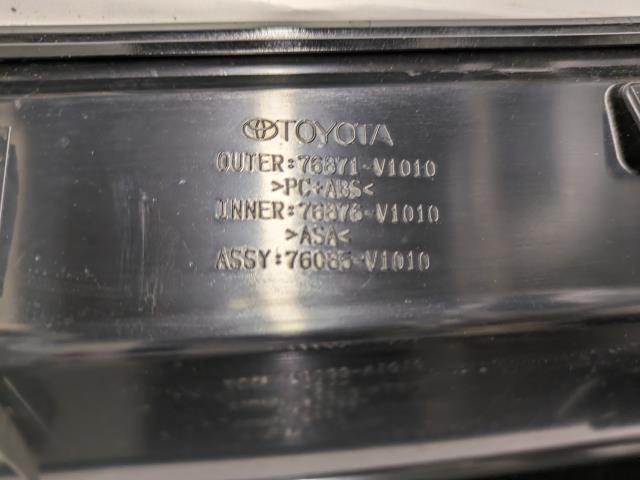 TOYOTA
OUTER:76871-V1010
>PC+ABS<
INNER:76876-V1010
>ASA<
ASSY:76085-V1010